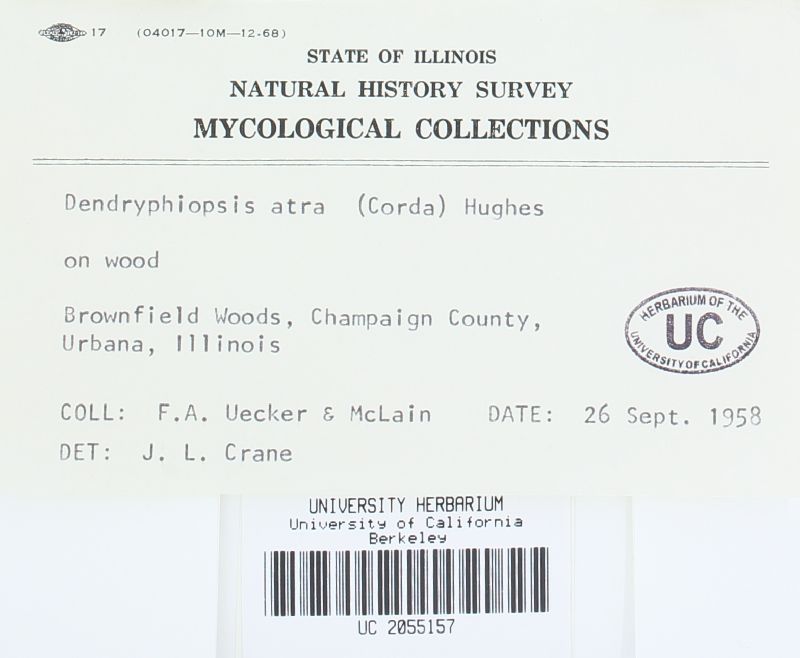 17 (04017—10M—12-68)
STATE OF ILLINOIS
NATURAL HISTORY SURVEY
MYCOLOGICAL COLLECTIONS
Dendryphiopsis atra (Corda) Hughes
on wood
Brownfield Woods, Champaign County,
Urbana, Illinois
HERBARIUM OF THE
UC
UNIVERSITY OF CALIFORNIA
COLL: F.A. Uecker & McLain DATE: 26 Sept. 1958
DET: J. L. Crane
UNIVERSITY HERBARIUM
University of California
Berkeley
UC 2055157